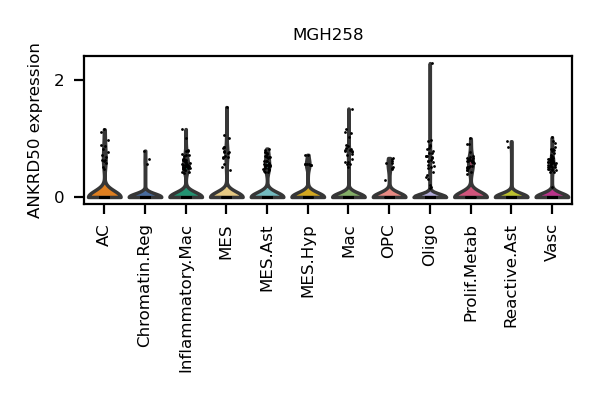 MGH258
ANKRD50 expression
2
0
AC
Chromatin.Reg
Inflammatory.Mac
MES
MES.Ast
MES.Hyp
Mac
OPC
Oligo
Prolif.Metab
Reactive.Ast
Vasc